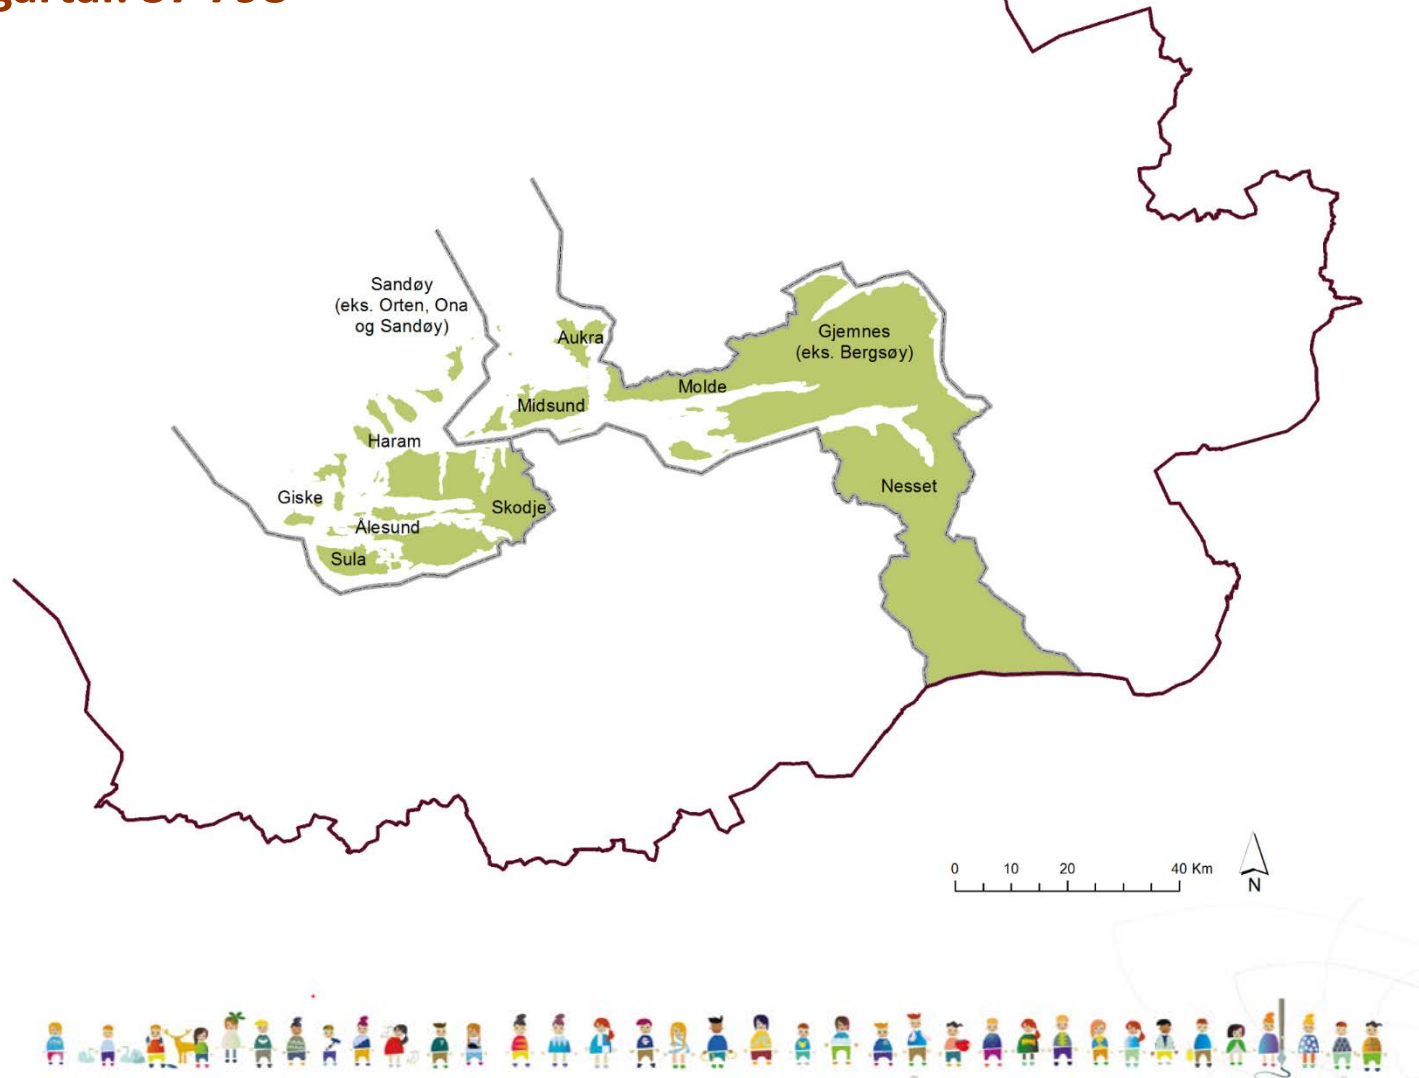 Sandøy
(eks. Orten, Ona
og Sandøy)
Aukra
Gjemnes
(eks. Bergsøy)
Molde
Midsund
Haram
Nesset
Giske
Skodje
Ålesund
Sula
0 10 20 40 Km
N